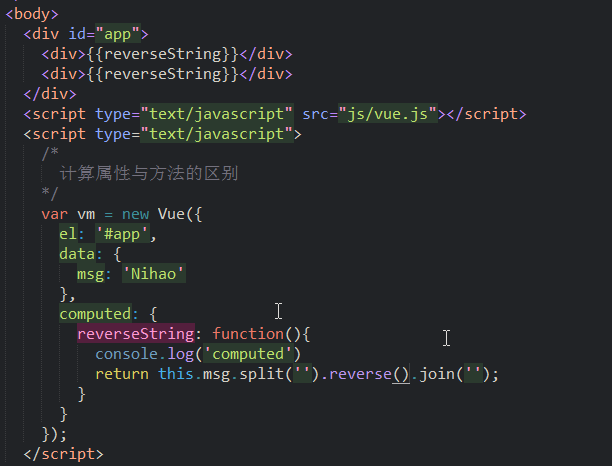 <body>
<div id="app">
<div>{{reverseString}}</div>
<div>{{reverseString}}</div>
</div>
<script type="text/javascript" src="js/vue.js"></script>
<script type="text/javascript">
/*
计算属性与方法的区别
*/
var vm = new Vue({
el: '#app',
data: {
msg: 'Nihao'
},
computed: {
reverseString: function(){
console.log('computed')
return this.msg.split('').reverse().join('');
}
}
});
</script>